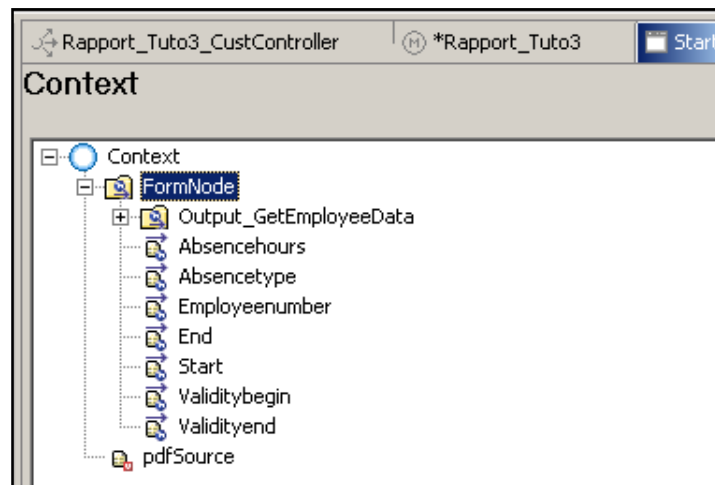 Rapport_Tuto3_CustController *Rapport_Tuto3 Start
Context
Context
FormNode
Output_GetEmployeeData
Absencehours
Absencetype
Employeenumber
End
Start
Validitybegin
Validityend
pdfSource